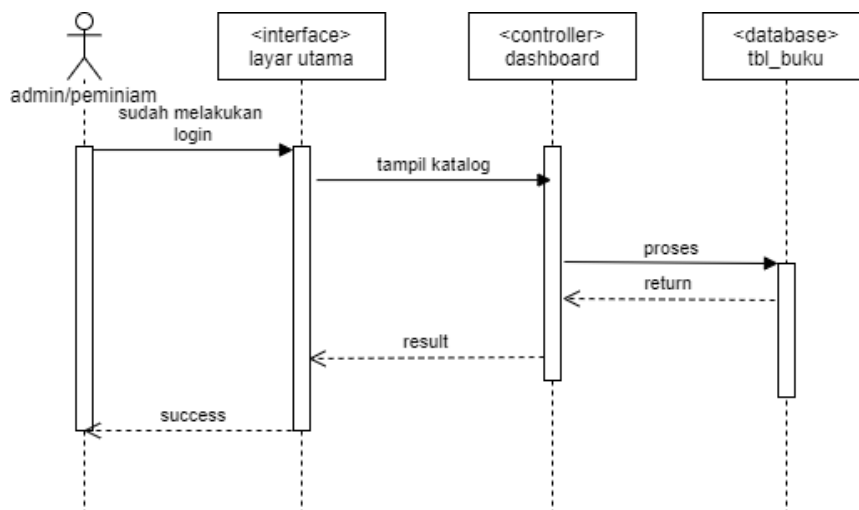 <interface>
layar utama
<controller>
dashboard
<database>
tbl_buku
admin/peminiam
sudah melakukan
login
tampil katalog
proses
return
result
success